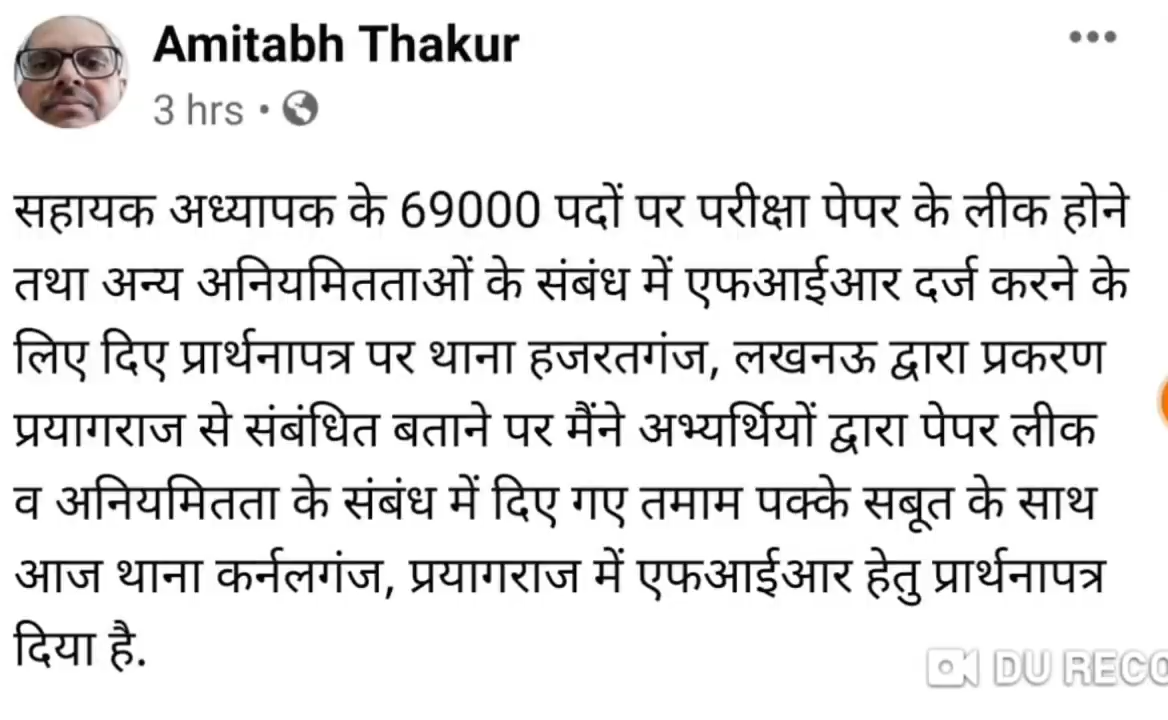 Amitabh Thakur
3 hrs •
सहायक अध्यापक के 69000 पदों पर परीक्षा पेपर के लीक होने
तथा अन्य अनियमितताओं के संबंध में एफआईआर दर्ज करने के
लिए दिए प्रार्थनापत्र पर थाना हजरतगंज, लखनऊ द्वारा प्रकरण
प्रयागराज से संबंधित बताने पर मैंने अभ्यर्थियों द्वारा पेपर लीक
व अनियमितता के संबंध में दिए गए तमाम पक्के सबूत के साथ
आज थाना कर्नलगंज, प्रयागराज में एफआईआर हेतु प्रार्थनापत्र
दिया है.
DU RECO